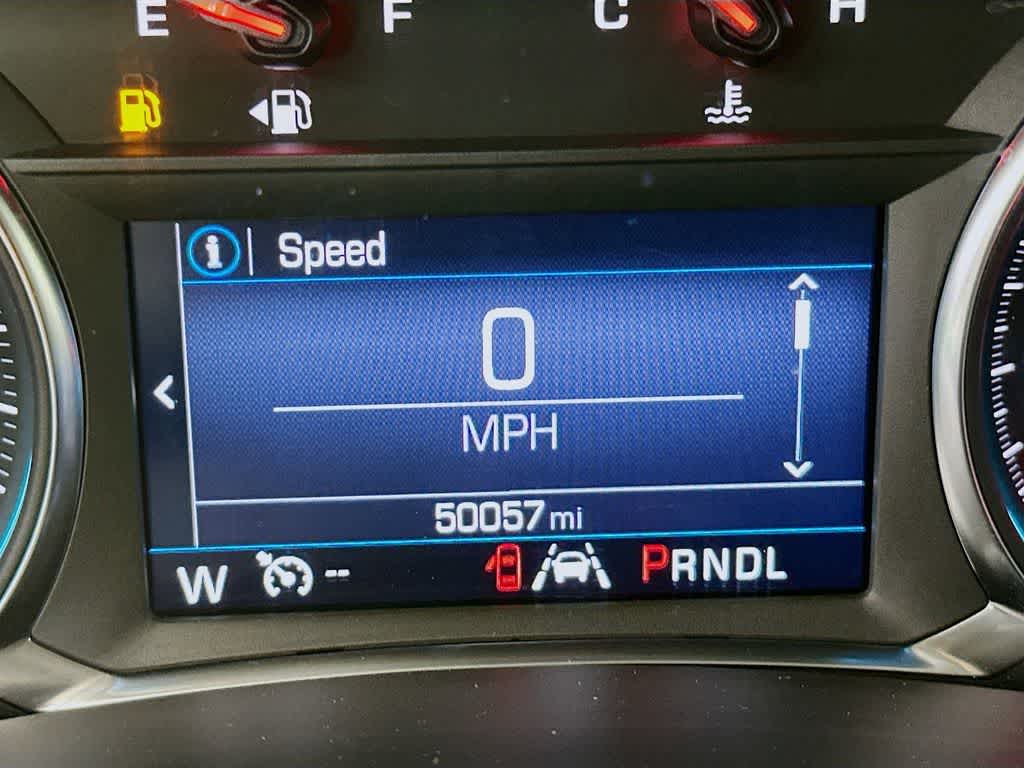 E F C H
Speed
0
MPH
50057 mi
W -- PRNDL